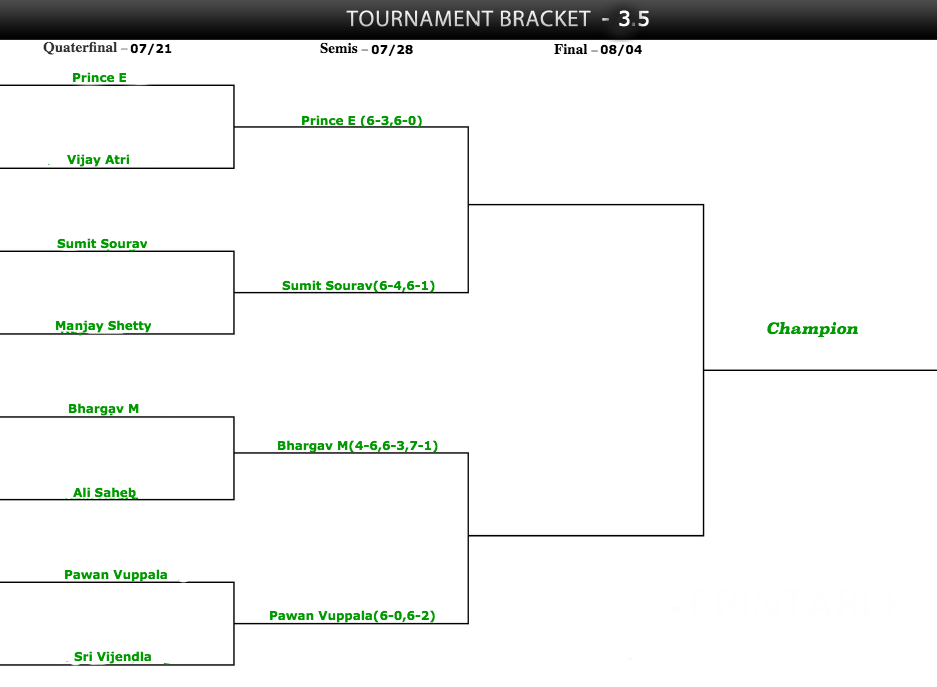 TOURNAMENT BRACKET - 3.5
Quaterfinal – 07/21
Semis – 07/28
Final – 08/04
Prince E
Prince E (6-3,6-0)
Vijay Atri
Sumit Sourav
Sumit Sourav(6-4,6-1)
Manjay Shetty
Champion
Bhargav M
Bhargav M(4-6,6-3,7-1)
Ali Saheb
Pawan Vuppala
Pawan Vuppala(6-0,6-2)
Sri Vijendla